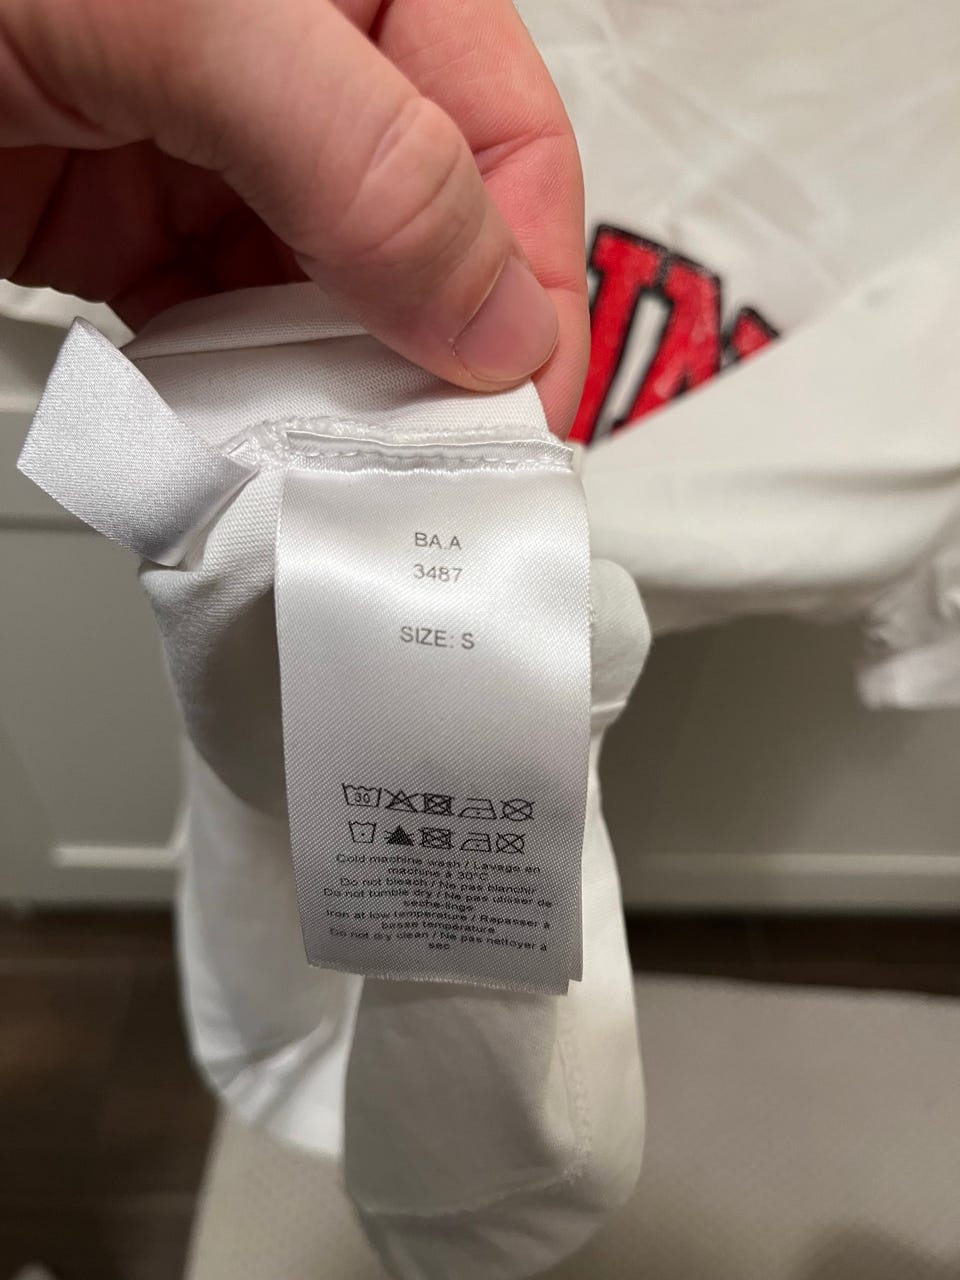 BA.A
3487
SIZE: S
30
Cold machine wash / Lavage en
machine à 30°C
Do not bleach / Ne pas blanchir
Do not tumble dry / Ne pas utiliser de
sèche-linge
Iron at low temperature / Repasser à
basse température
Do not dry clean / Ne pas nettoyer à
sec